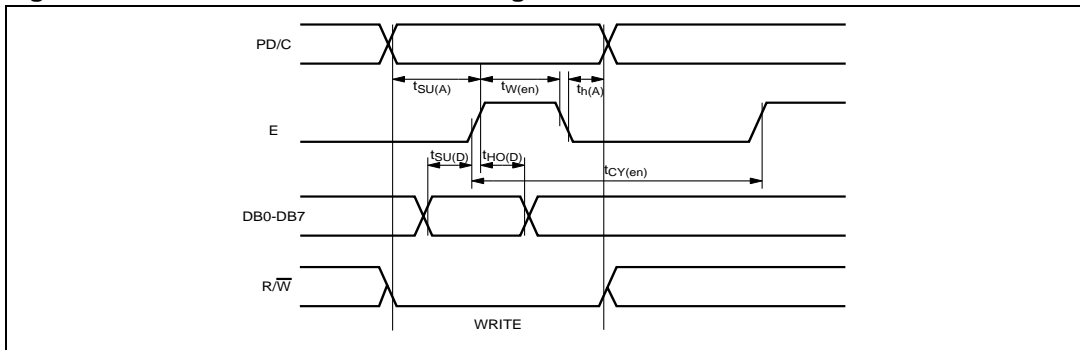 PD/C
tSU(A) tW(en) th(A)
E
tSU(D) tHO(D) tCY(en)
DB0-DB7
R/W̅
WRITE